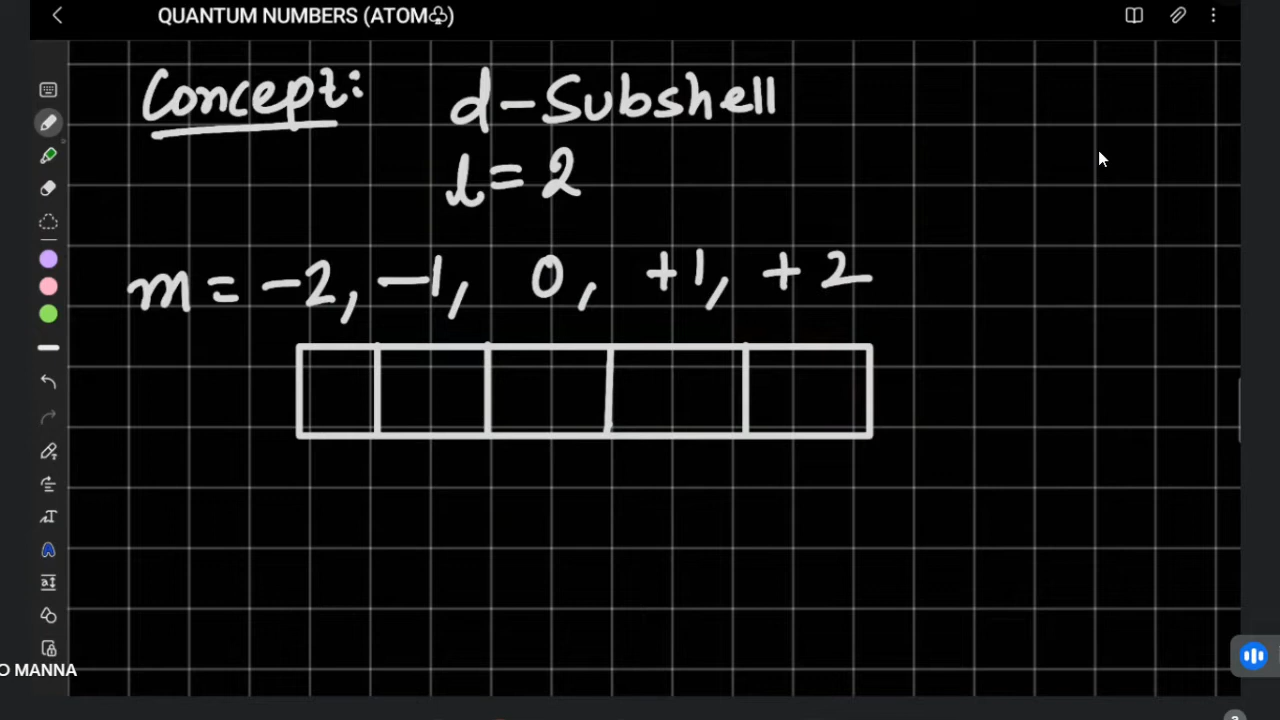 QUANTUM NUMBERS (ATOM♧)
Concept: d-Subshell
l = 2
m = -2, -1, 0, +1, +2
O MANNA